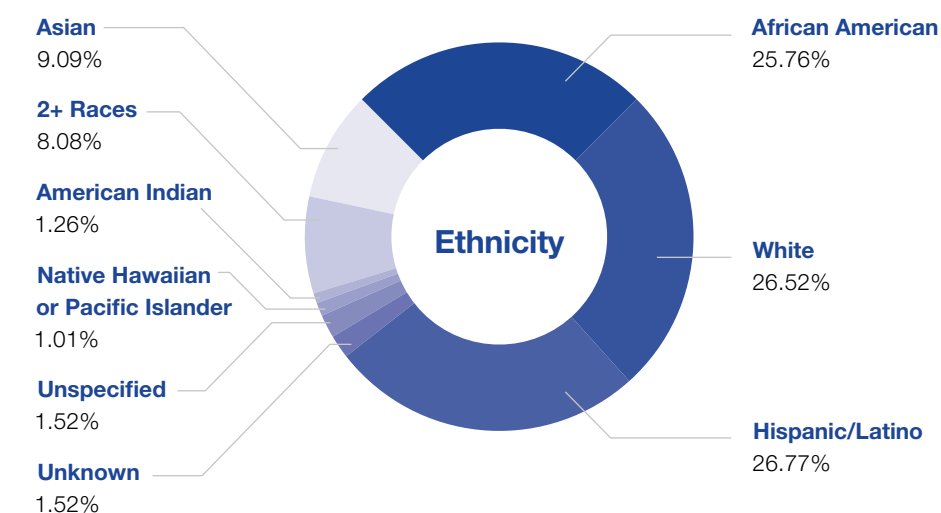 Asian
9.09%
2+ Races
8.08%
American Indian
1.26%
Native Hawaiian
or Pacific Islander
1.01%
Unspecified
1.52%
Unknown
1.52%
Ethnicity
African American
25.76%
White
26.52%
Hispanic/Latino
26.77%